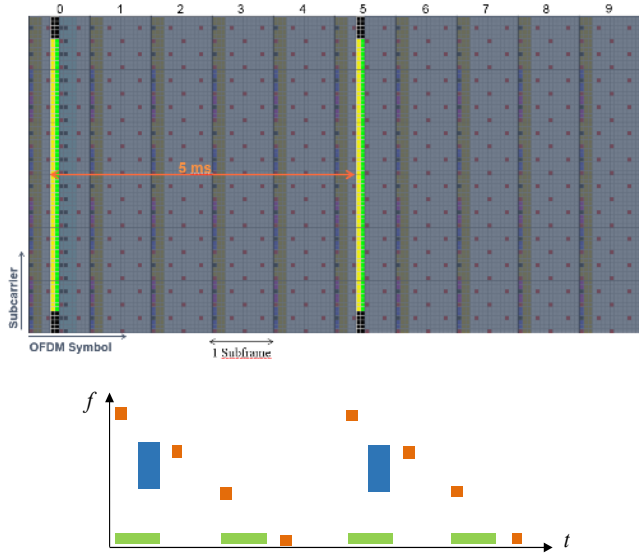 0 1 2 3 4 5 6 7 8 9
5 ms
Subcarrier
OFDM Symbol
1 Subframe
f
t